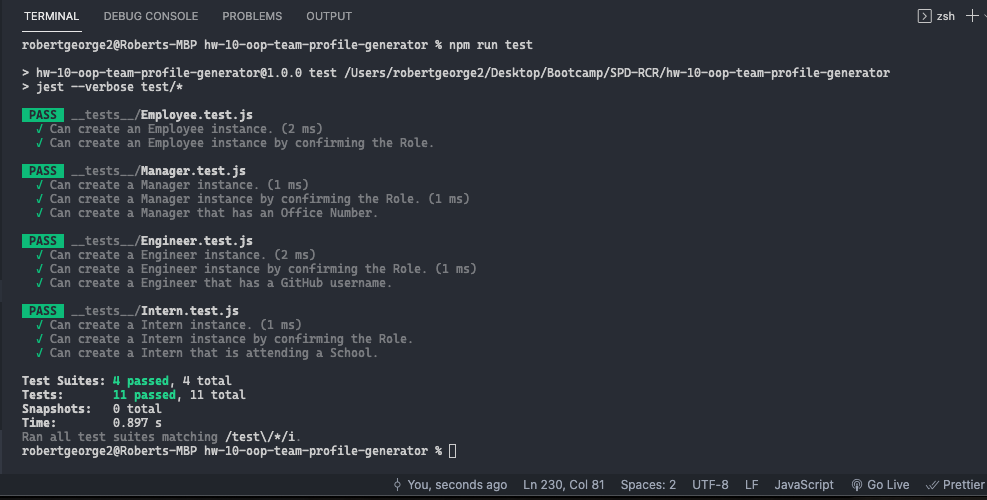 TERMINAL DEBUG CONSOLE PROBLEMS OUTPUT zsh
robertgeorge2@Roberts-MBP hw-10-oop-team-profile-generator % npm run test
> hw-10-oop-team-profile-generator@1.0.0 test /Users/robertgeorge2/Desktop/Bootcamp/SPD-RCR/hw-10-oop-team-profile-generator
> jest --verbose test/*
PASS __tests__/Employee.test.js
✓ Can create an Employee instance. (2 ms)
✓ Can create an Employee instance by confirming the Role.
PASS __tests__/Manager.test.js
✓ Can create a Manager instance. (1 ms)
✓ Can create a Manager instance by confirming the Role. (1 ms)
✓ Can create a Manager that has an Office Number.
PASS __tests__/Engineer.test.js
✓ Can create a Engineer instance. (2 ms)
✓ Can create a Engineer instance by confirming the Role. (1 ms)
✓ Can create a Engineer that has a GitHub username.
PASS __tests__/Intern.test.js
✓ Can create a Intern instance. (1 ms)
✓ Can create a Intern instance by confirming the Role.
✓ Can create a Intern that is attending a School.
Test Suites: 4 passed, 4 total
Tests: 11 passed, 11 total
Snapshots: 0 total
Time: 0.897 s
Ran all test suites matching /test\/*/i.
robertgeorge2@Roberts-MBP hw-10-oop-team-profile-generator %
You, seconds ago Ln 230, Col 81 Spaces: 2 UTF-8 LF JavaScript Go Live Prettier